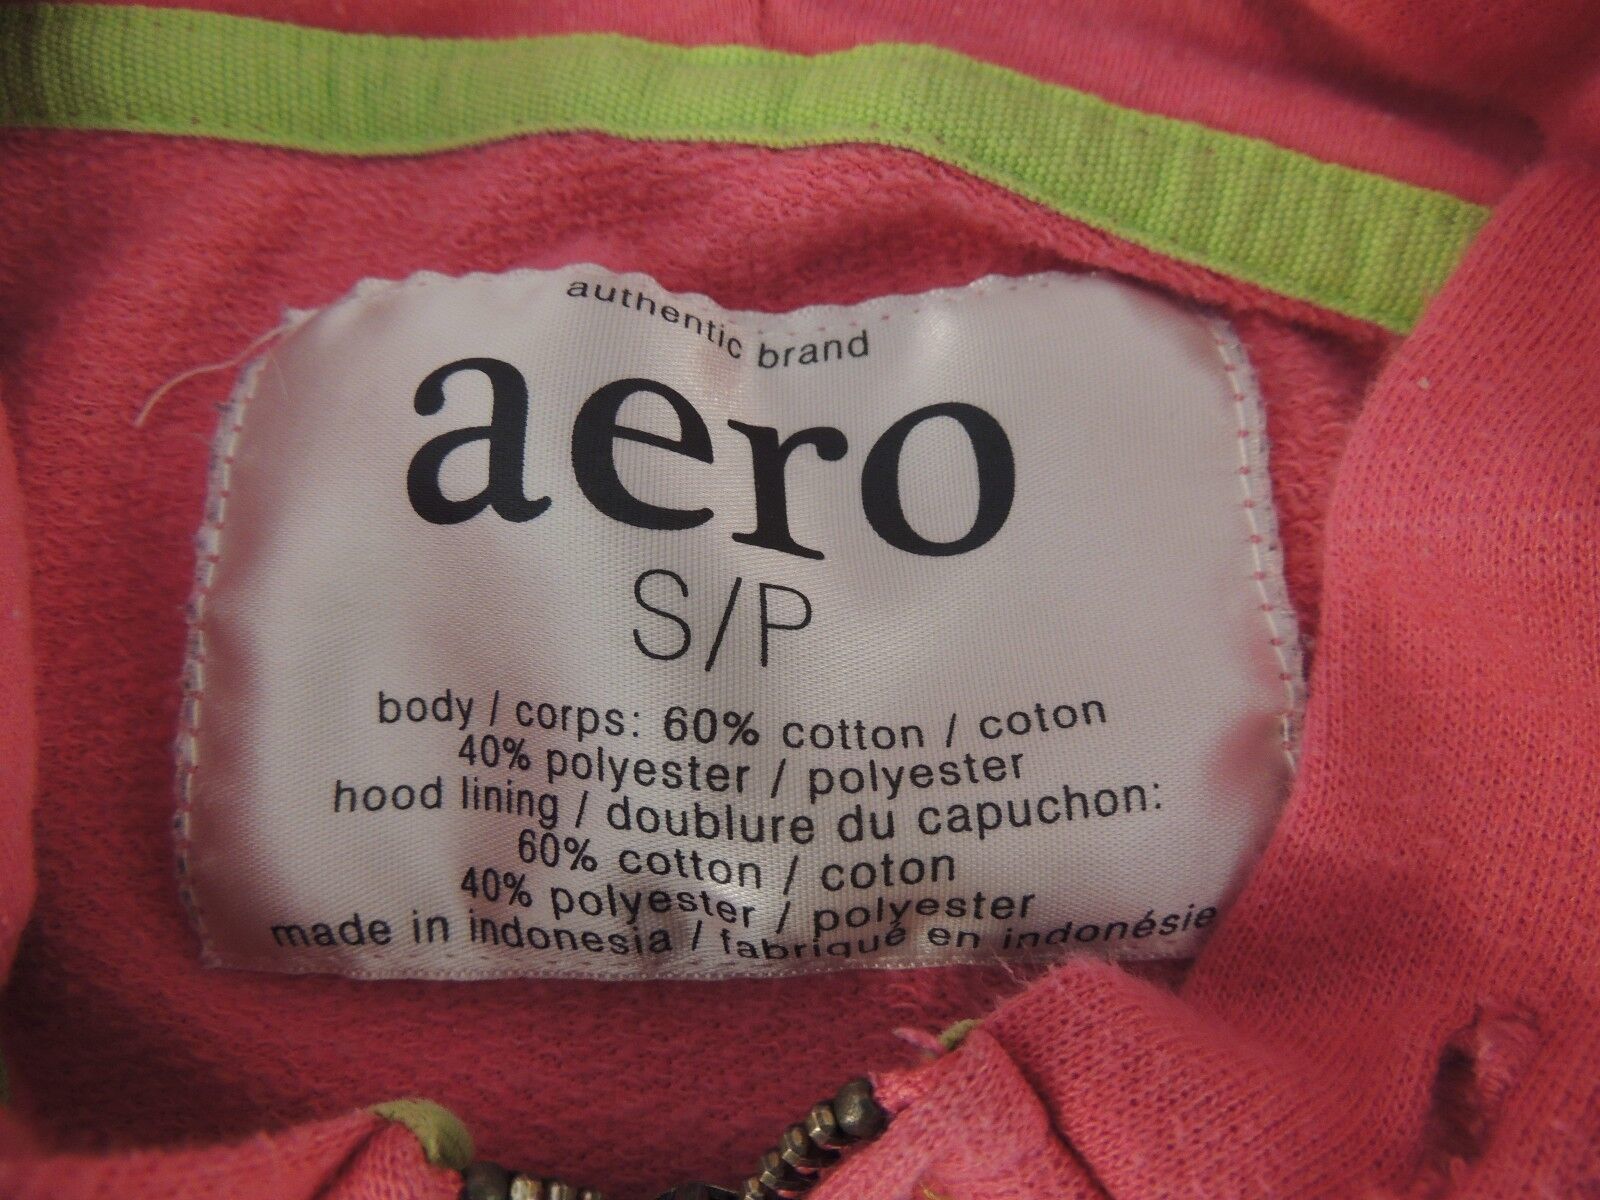 authentic brand
aero
S/P
body / corps: 60% cotton / coton
40% polyester / polyester
hood lining / doublure du capuchon:
60% cotton / coton
40% polyester / polyester
made in indonesia / fabriqué en indonésie